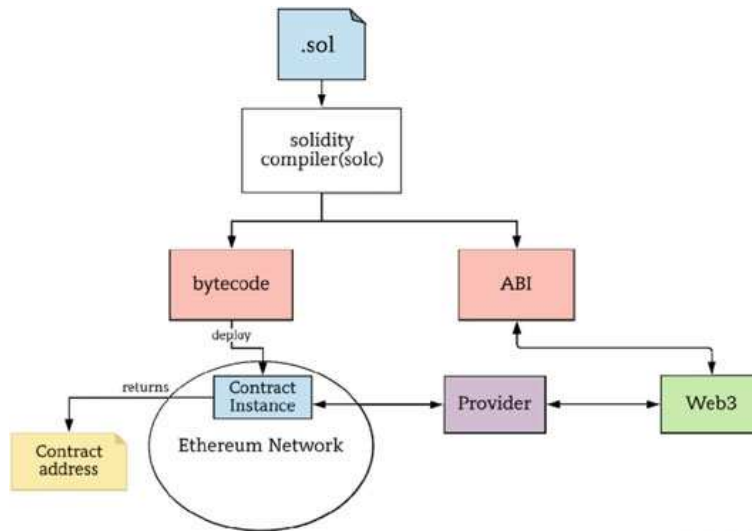 .sol
solidity
compiler(solc)
bytecode
ABI
deploy
returns
Contract
Instance
Provider
Web3
Ethereum Network
Contract
address